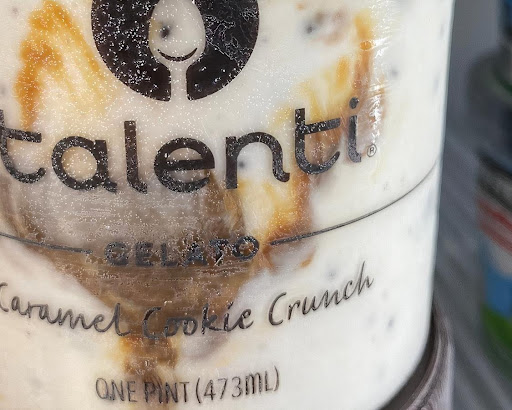 talenti®
GELATO
Caramel Cookie Crunch
ONE PINT (473mL)